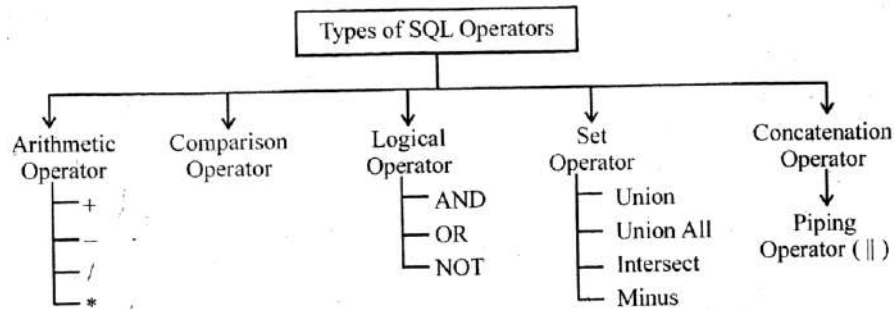 Types of SQL Operators
Arithmetic
Operator
+
–
/
*
Comparison
Operator
Logical
Operator
AND
OR
NOT
Set
Operator
Union
Union All
Intersect
Minus
Concatenation
Operator
Piping
Operator ( || )